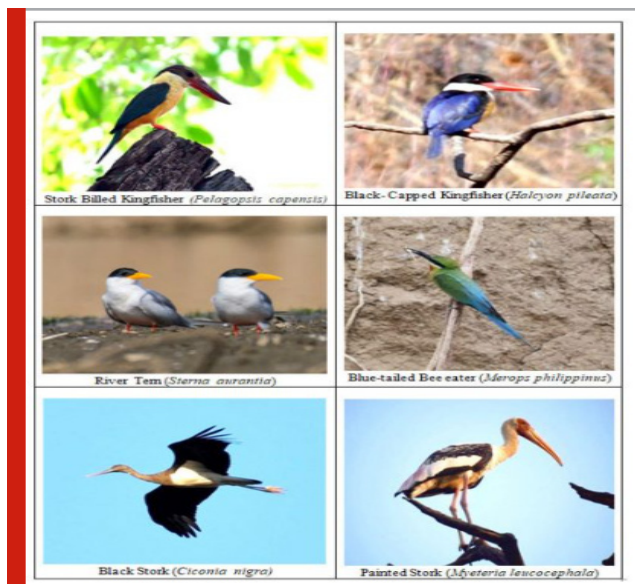 Stork Billed Kingfisher (Pelagopsis capensis)
Black-Capped Kingfisher (Halcyon pileata)
River Tern (Sterna aurantia)
Blue-tailed Bee eater (Merops philippinus)
Black Stork (Ciconia nigra)
Painted Stork (Myeteria leucocephala)